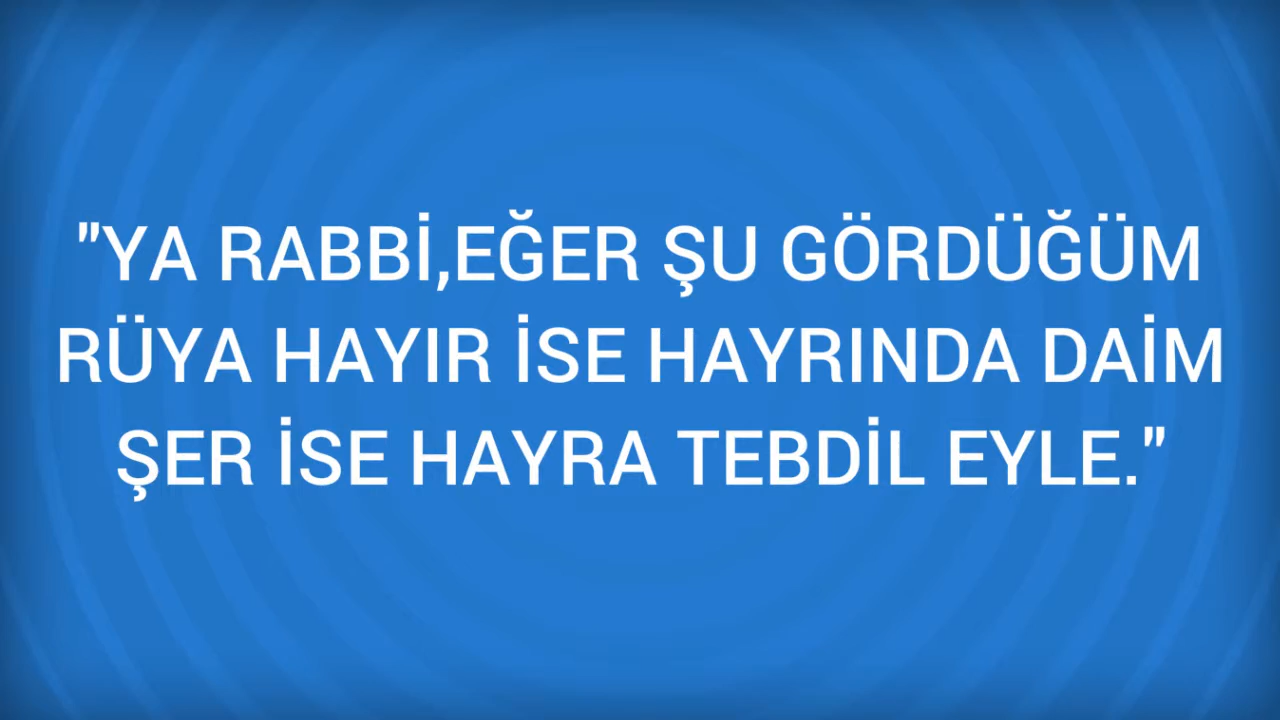 "YA RABBİ,EĞER ŞU GÖRDÜĞÜM
RÜYA HAYIR İSE HAYRINDA DAİM
ŞER İSE HAYRA TEBDİL EYLE."